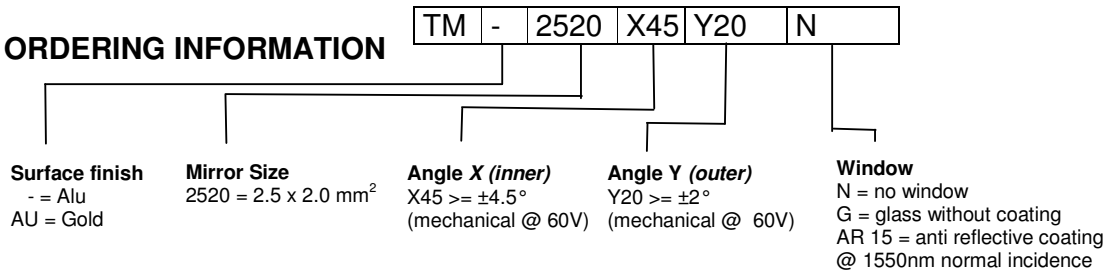 TM - 2520 X45 Y20 N
ORDERING INFORMATION
Surface finish
- = Alu
AU = Gold
Mirror Size
2520 = 2.5 x 2.0 mm²
Angle X (inner)
X45 >= ±4.5°
(mechanical @ 60V)
Angle Y (outer)
Y20 >= ±2°
(mechanical @ 60V)
Window
N = no window
G = glass without coating
AR 15 = anti reflective coating
@ 1550nm normal incidence